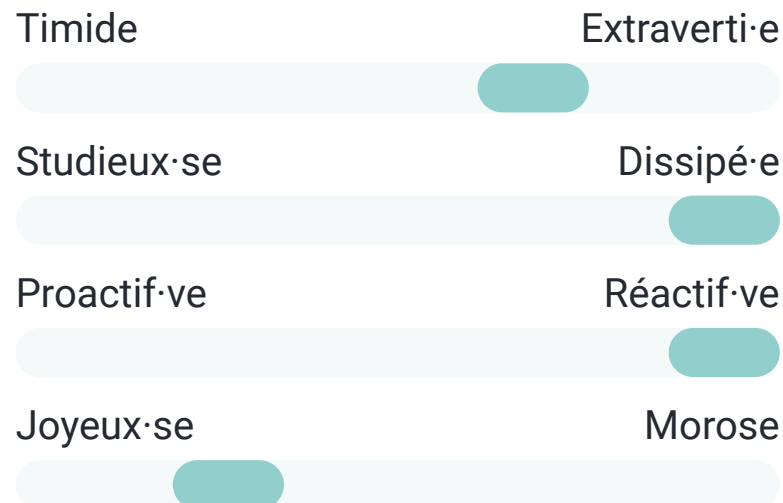 Timide Extraverti·e
Studieux·se Dissipé·e
Proactif·ve Réactif·ve
Joyeux·se Morose